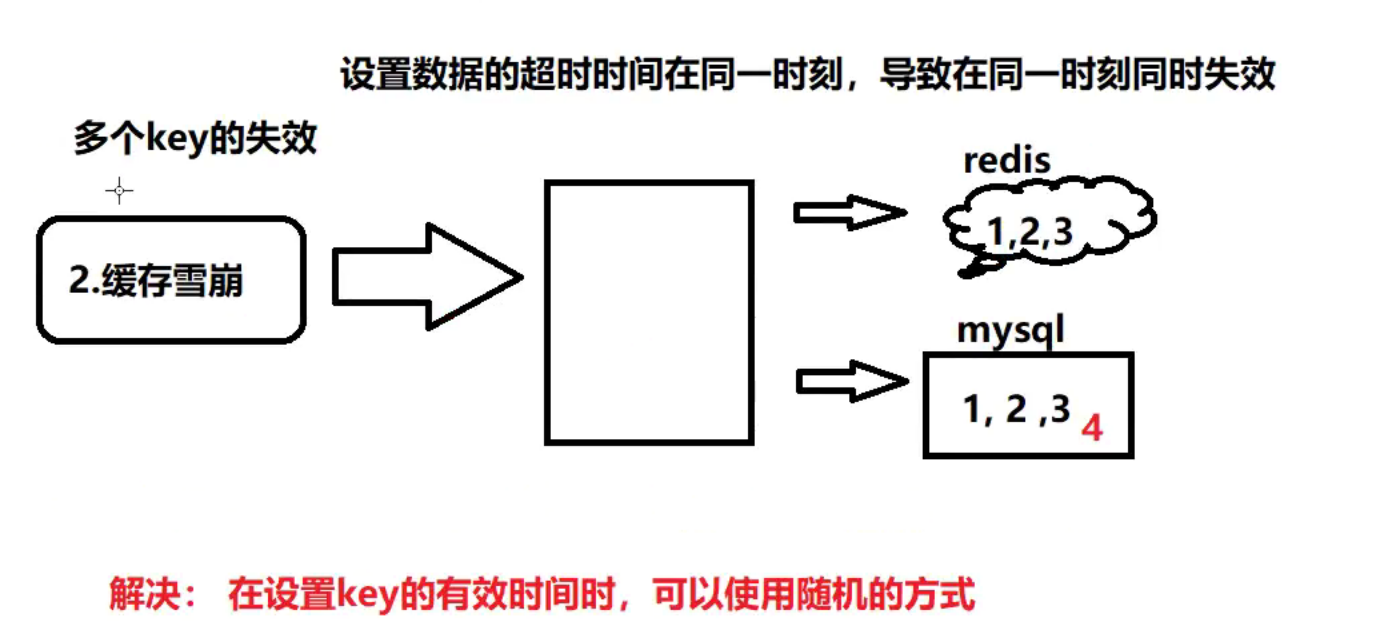 设置数据的超时时间在同一时刻，导致在同一时刻同时失效
多个key的失效
redis
1,2,3
2.缓存雪崩
mysql
1, 2 ,3 4
解决： 在设置key的有效时间时，可以使用随机的方式